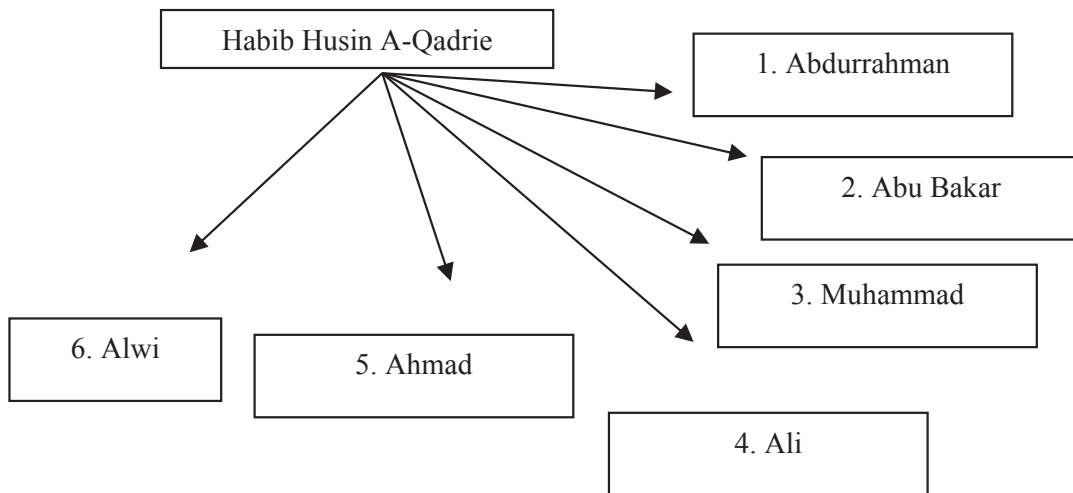 Habib Husin A-Qadrie
1. Abdurrahman
2. Abu Bakar
3. Muhammad
4. Ali
5. Ahmad
6. Alwi